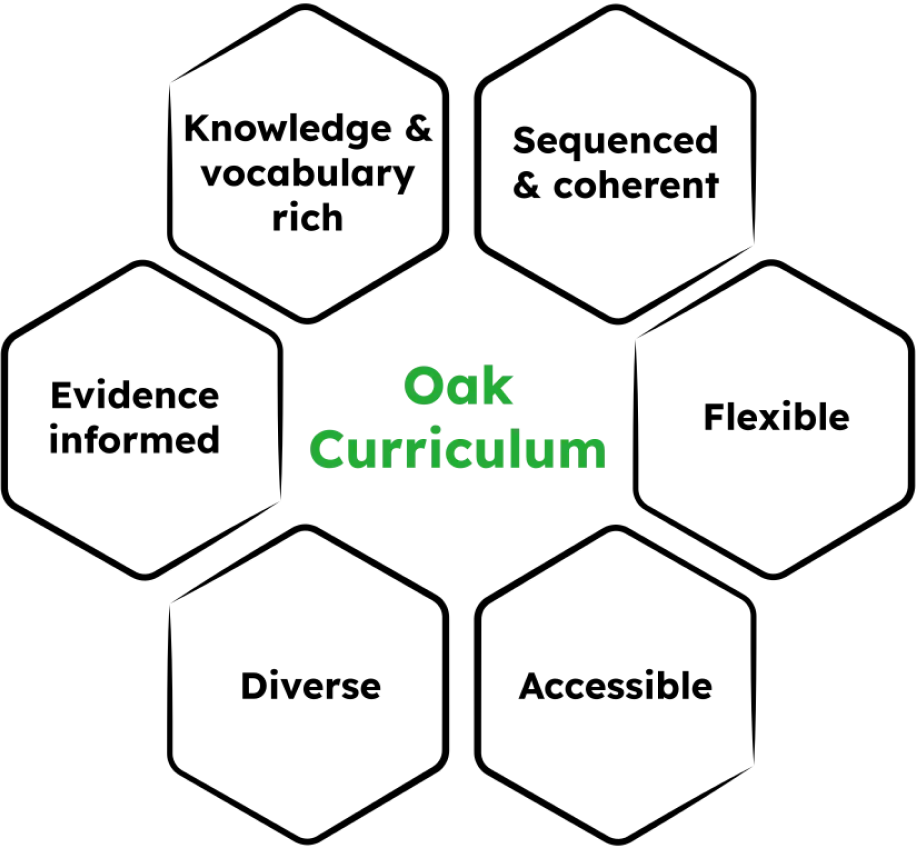 Knowledge &
vocabulary
rich
Sequenced
& coherent
Evidence
informed
Oak
Curriculum
Flexible
Diverse
Accessible